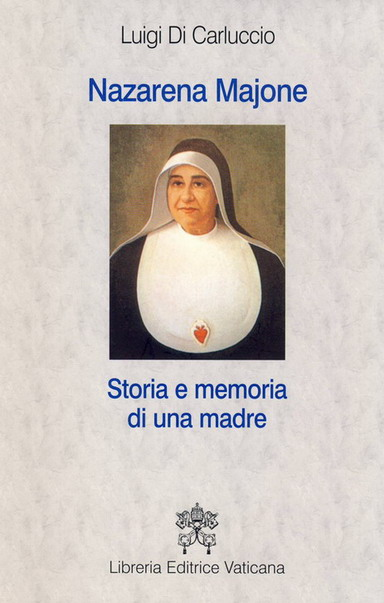 Luigi Di Carluccio
Nazarena Majone
Storia e memoria
di una madre
Libreria Editrice Vaticana